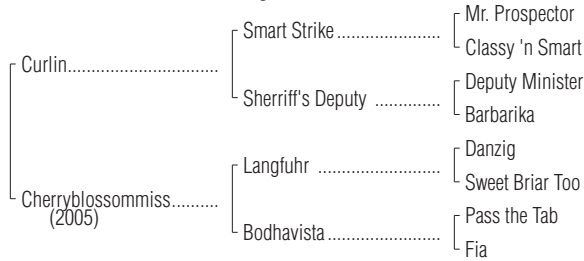 Mr. Prospector
Smart Strike ..................
Classy 'n Smart
Curlin..............................
Deputy Minister
Sherriff's Deputy .............
Barbarika
Danzig
Langfuhr ........................
Sweet Briar Too
Cherryblossommiss.........
(2005)
Pass the Tab
Bodhavista......................
Fia